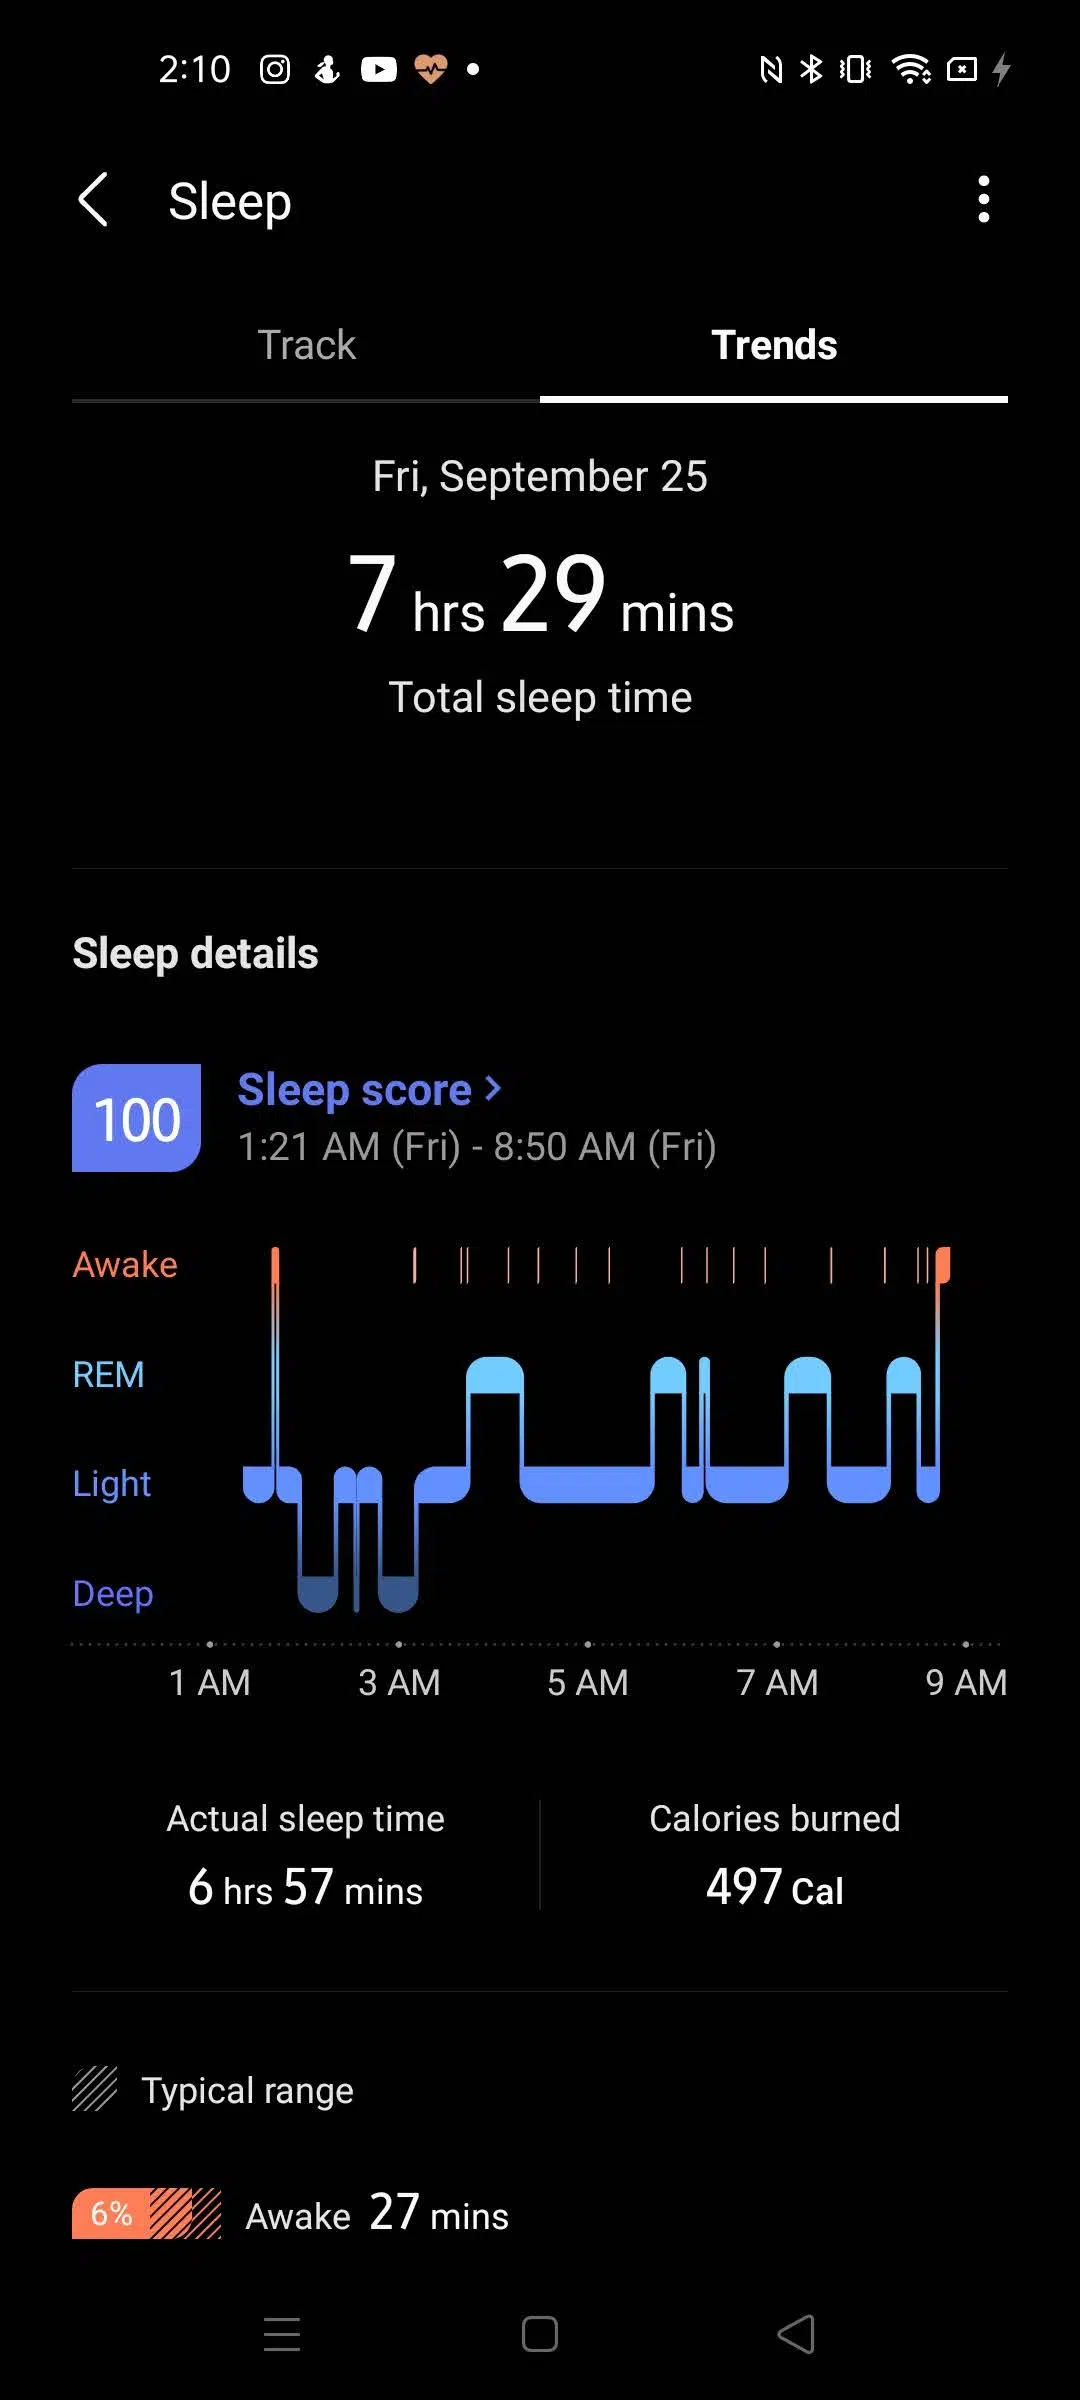 2:10
Sleep
Track
Trends
Fri, September 25
7 hrs 29 mins
Total sleep time
Sleep details
100
Sleep score
1:21 AM (Fri) - 8:50 AM (Fri)
Awake
REM
Light
Deep
1 AM 3 AM 5 AM 7 AM 9 AM
Actual sleep time
6 hrs 57 mins
Calories burned
497 Cal
Typical range
6% Awake 27 mins